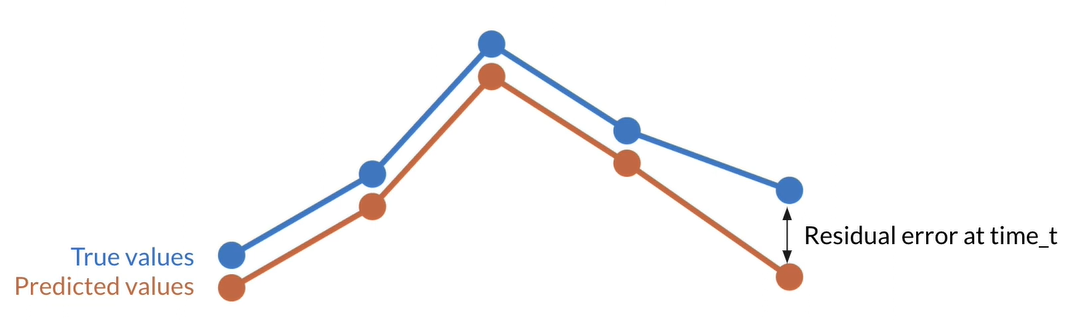 True values
Predicted values
Residual error at time_t